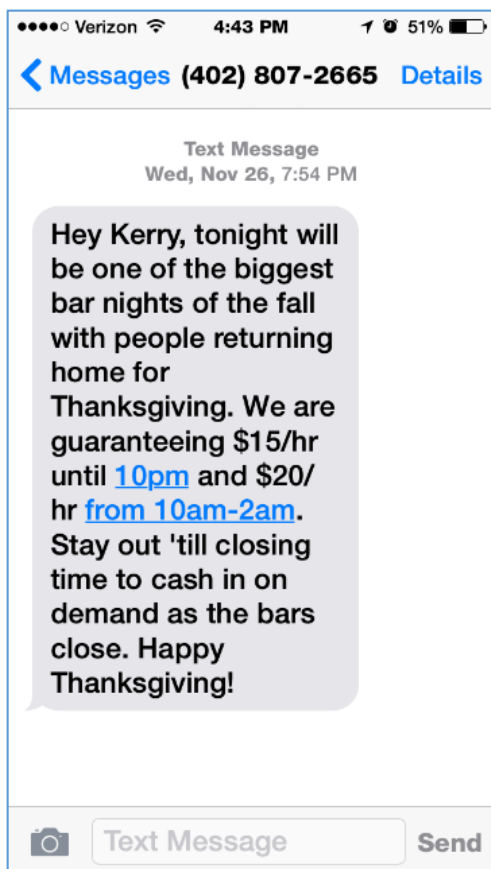 Verizon 4:43 PM 51%
Messages (402) 807-2665 Details
Text Message
Wed, Nov 26, 7:54 PM
Hey Kerry, tonight will
be one of the biggest
bar nights of the fall
with people returning
home for
Thanksgiving. We are
guaranteeing $15/hr
until 10pm and $20/
hr from 10am-2am.
Stay out 'till closing
time to cash in on
demand as the bars
close. Happy
Thanksgiving!
Text Message Send